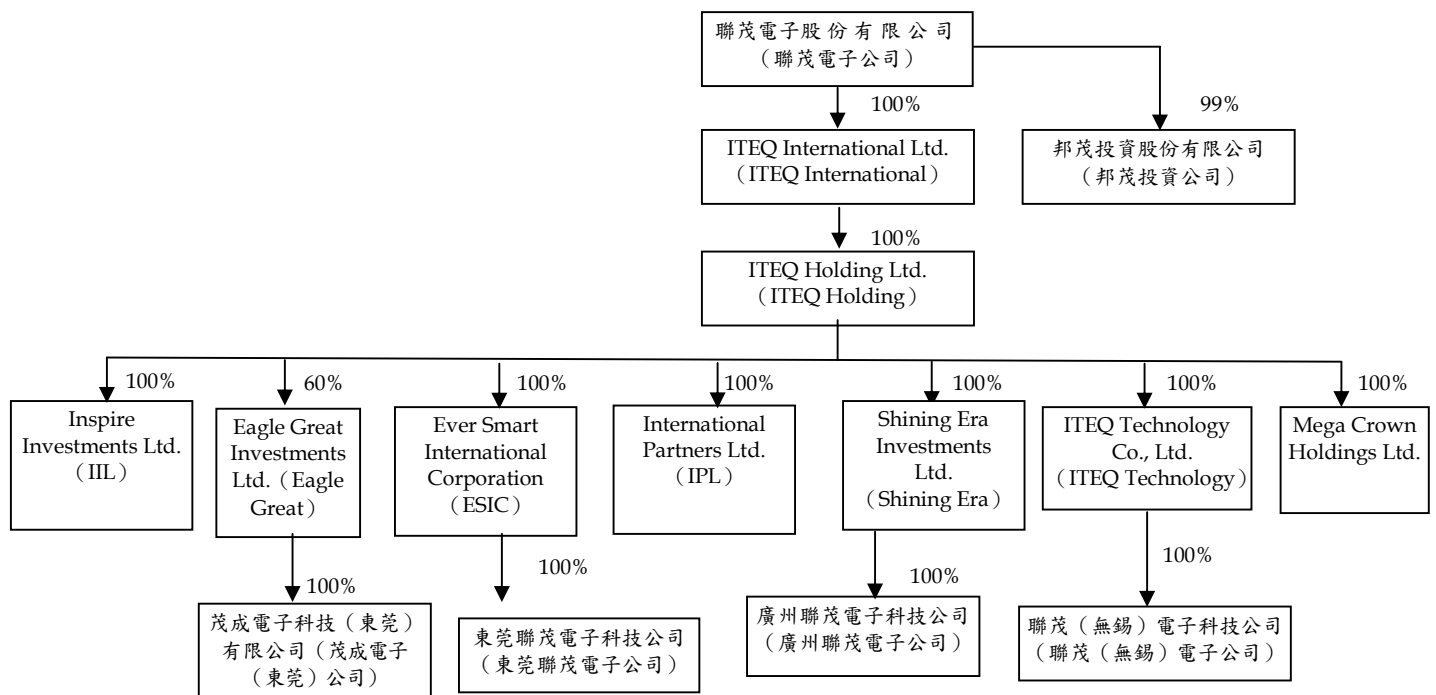 聯茂電子股份有限公司
（聯茂電子公司）
100%
99%
ITEQ International Ltd.
（ITEQ International）
邦茂投資股份有限公司
（邦茂投資公司）
100%
ITEQ Holding Ltd.
（ITEQ Holding）
100%
60%
100%
100%
100%
100%
100%
Inspire
Investments Ltd.
（IIL）
Eagle Great
Investments
Ltd.（Eagle
Great）
Ever Smart
International
Corporation
（ESIC）
International
Partners Ltd.
（IPL）
Shining Era
Investments
Ltd.
（Shining Era）
ITEQ Technology
Co., Ltd.
（ITEQ Technology）
Mega Crown
Holdings Ltd.
100%
100%
100%
100%
茂成電子科技（東莞）
有限公司（茂成電子
（東莞）公司）
東莞聯茂電子科技公司
（東莞聯茂電子公司）
廣州聯茂電子科技公司
（廣州聯茂電子公司）
聯茂（無錫）電子科技公司
（聯茂（無錫）電子公司）